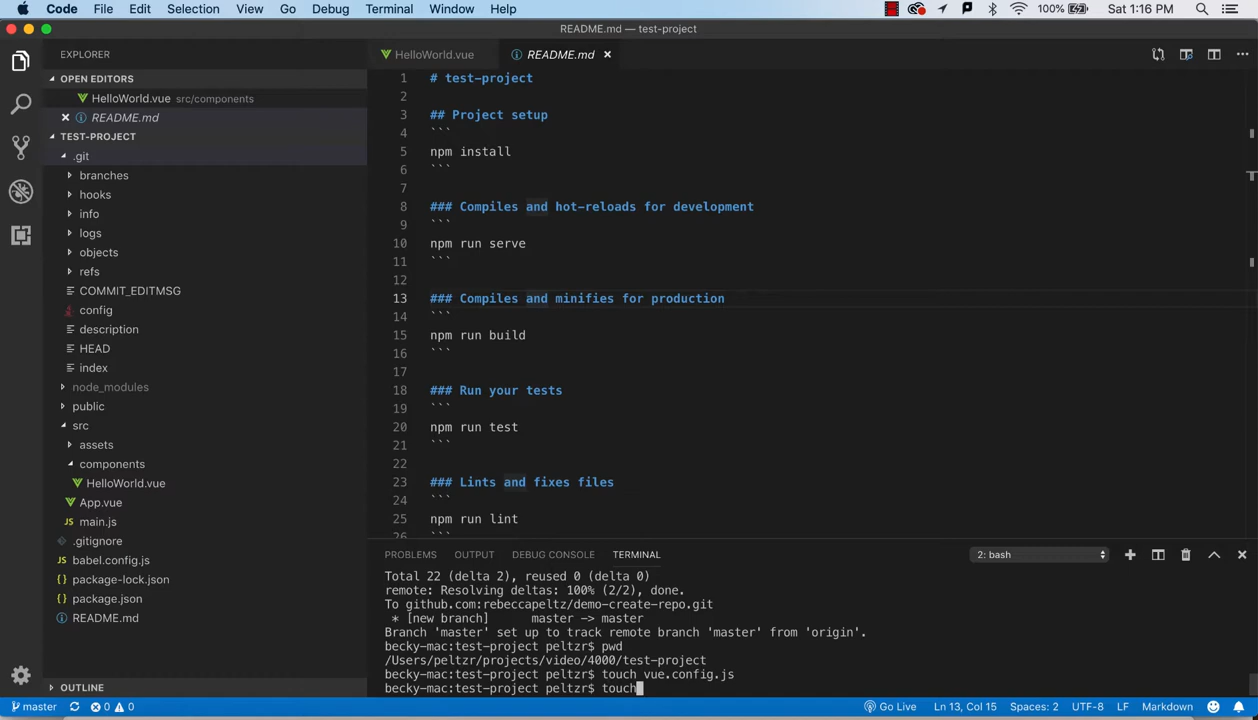 Code File Edit Selection View Go Debug Terminal Window Help 100% Sat 1:16 PM
README.md — test-project
EXPLORER
OPEN EDITORS
HelloWorld.vue src/components
README.md
TEST-PROJECT
.git
branches
hooks
info
logs
objects
refs
COMMIT_EDITMSG
config
description
HEAD
index
node_modules
public
src
assets
components
HelloWorld.vue
App.vue
main.js
.gitignore
babel.config.js
package-lock.json
package.json
README.md
OUTLINE
HelloWorld.vue README.md
1 # test-project
2
3 ## Project setup
4 ```
5 npm install
6 ```
7
8 ### Compiles and hot-reloads for development
9 ```
10 npm run serve
11 ```
12
13 ### Compiles and minifies for production
14 ```
15 npm run build
16 ```
17
18 ### Run your tests
19 ```
20 npm run test
21 ```
22
23 ### Lints and fixes files
24 ```
25 npm run lint
26 ```
PROBLEMS OUTPUT DEBUG CONSOLE TERMINAL 2: bash
Total 22 (delta 2), reused 0 (delta 0)
remote: Resolving deltas: 100% (2/2), done.
To github.com:rebeccapeltz/demo-create-repo.git
* [new branch] master -> master
Branch 'master' set up to track remote branch 'master' from 'origin'.
becky-mac:test-project peltzr$ pwd
/Users/peltzr/projects/video/4000/test-project
becky-mac:test-project peltzr$ touch vue.config.js
becky-mac:test-project peltzr$ touch
master 0 0 Go Live Ln 13, Col 15 Spaces: 2 UTF-8 LF Markdown